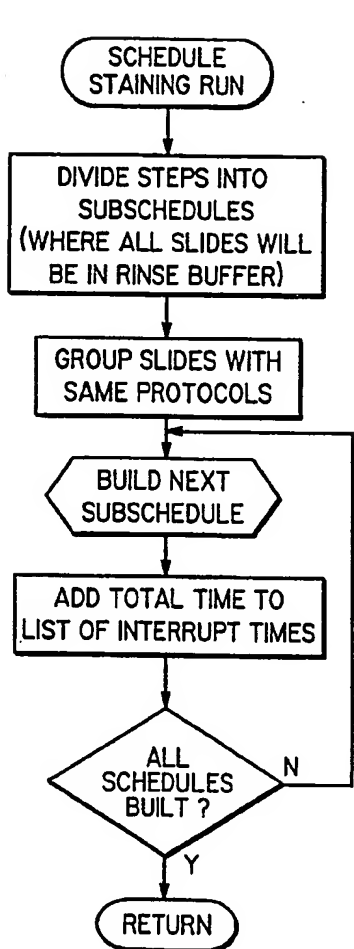 SCHEDULE
STAINING RUN
DIVIDE STEPS INTO
SUBSCHEDULES
(WHERE ALL SLIDES WILL
BE IN RINSE BUFFER)
GROUP SLIDES WITH
SAME PROTOCOLS
BUILD NEXT
SUBSCHEDULE
ADD TOTAL TIME TO
LIST OF INTERRUPT TIMES
ALL
SCHEDULES
BUILT ?
N
Y
RETURN